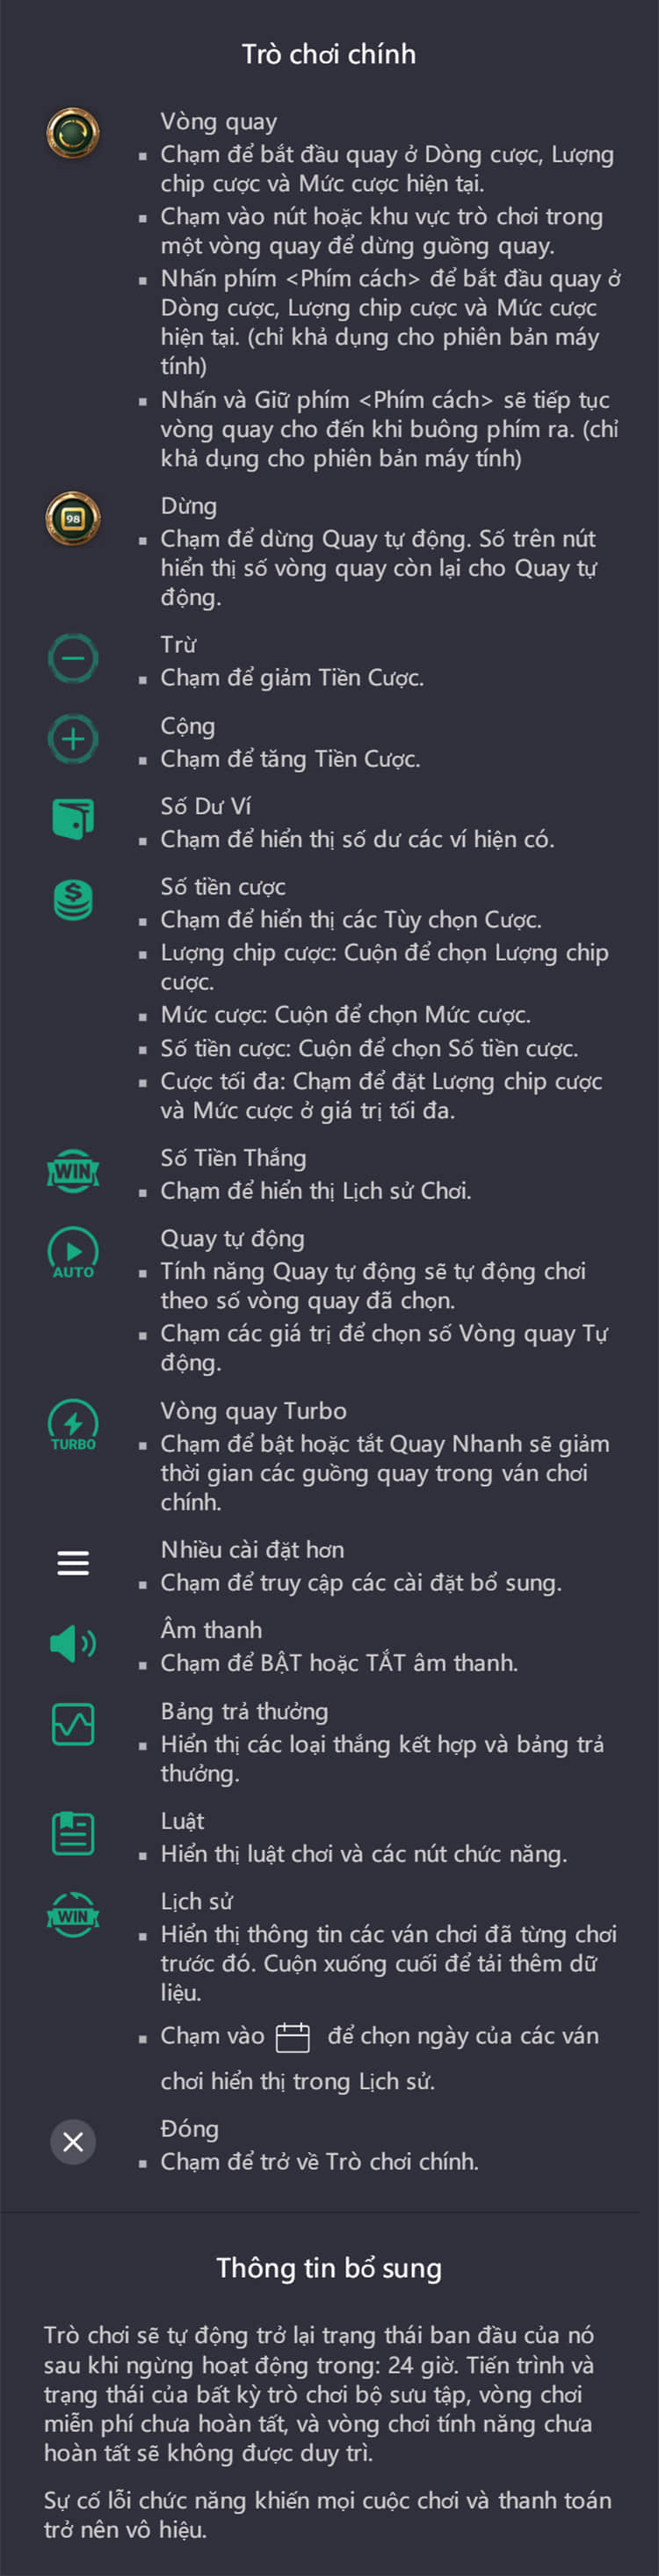 Trò chơi chính
Vòng quay
Chạm để bắt đầu quay ở Dòng cược, Lượng
chip cược và Mức cược hiện tại.
Chạm vào nút hoặc khu vực trò chơi trong
một vòng quay để dừng guồng quay.
Nhấn phím <Phím cách> để bắt đầu quay ở
Dòng cược, Lượng chip cược và Mức cược
hiện tại. (chỉ khả dụng cho phiên bản máy
tính)
Nhấn và Giữ phím <Phím cách> sẽ tiếp tục
vòng quay cho đến khi buông phím ra. (chỉ
khả dụng cho phiên bản máy tính)
98
Dừng
Chạm để dừng Quay tự động. Số trên nút
hiển thị số vòng quay còn lại cho Quay tự
động.
Trừ
Chạm để giảm Tiền Cược.
Cộng
Chạm để tăng Tiền Cược.
Số Dư Ví
Chạm để hiển thị số dư các ví hiện có.
Số tiền cược
Chạm để hiển thị các Tùy chọn Cược.
Lượng chip cược: Cuộn để chọn Lượng chip
cược.
Mức cược: Cuộn để chọn Mức cược.
Số tiền cược: Cuộn để chọn Số tiền cược.
Cược tối đa: Chạm để đặt Lượng chip cược
và Mức cược ở giá trị tối đa.
WIN
Số Tiền Thắng
Chạm để hiển thị Lịch sử Chơi.
AUTO
Quay tự động
Tính năng Quay tự động sẽ tự động chơi
theo số vòng quay đã chọn.
Chạm các giá trị để chọn số Vòng quay Tự
động.
TURBO
Vòng quay Turbo
Chạm để bật hoặc tắt Quay Nhanh sẽ giảm
thời gian các guồng quay trong ván chơi
chính.
Nhiều cài đặt hơn
Chạm để truy cập các cài đặt bổ sung.
Âm thanh
Chạm để BẬT hoặc TẮT âm thanh.
Bảng trả thưởng
Hiển thị các loại thắng kết hợp và bảng trả
thưởng.
Luật
Hiển thị luật chơi và các nút chức năng.
WIN
Lịch sử
Hiển thị thông tin các ván chơi đã từng chơi
trước đó. Cuộn xuống cuối để tải thêm dữ
liệu.
Chạm vào để chọn ngày của các ván
chơi hiển thị trong Lịch sử.
Đóng
Chạm để trở về Trò chơi chính.
Thông tin bổ sung
Trò chơi sẽ tự động trở lại trạng thái ban đầu của nó
sau khi ngừng hoạt động trong: 24 giờ. Tiến trình và
trạng thái của bất kỳ trò chơi bộ sưu tập, vòng chơi
miễn phí chưa hoàn tất, và vòng chơi tính năng chưa
hoàn tất sẽ không được duy trì.
Sự cố lỗi chức năng khiến mọi cuộc chơi và thanh toán
trở nên vô hiệu.